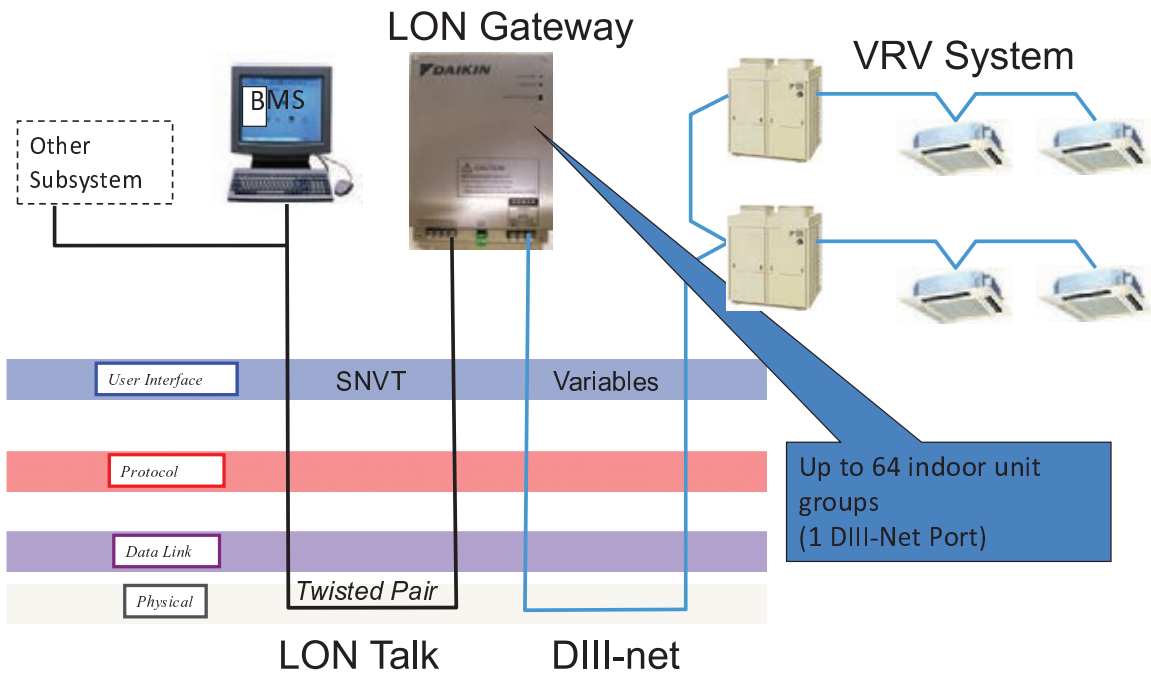 LON Gateway
VRV System
DAIKIN
BMS
Other
Subsystem
CAUTION
User Interface
SNVT
Variables
Protocol
Up to 64 indoor unit
groups
(1 DIII-Net Port)
Data Link
Physical
Twisted Pair
LON Talk
DIII-net